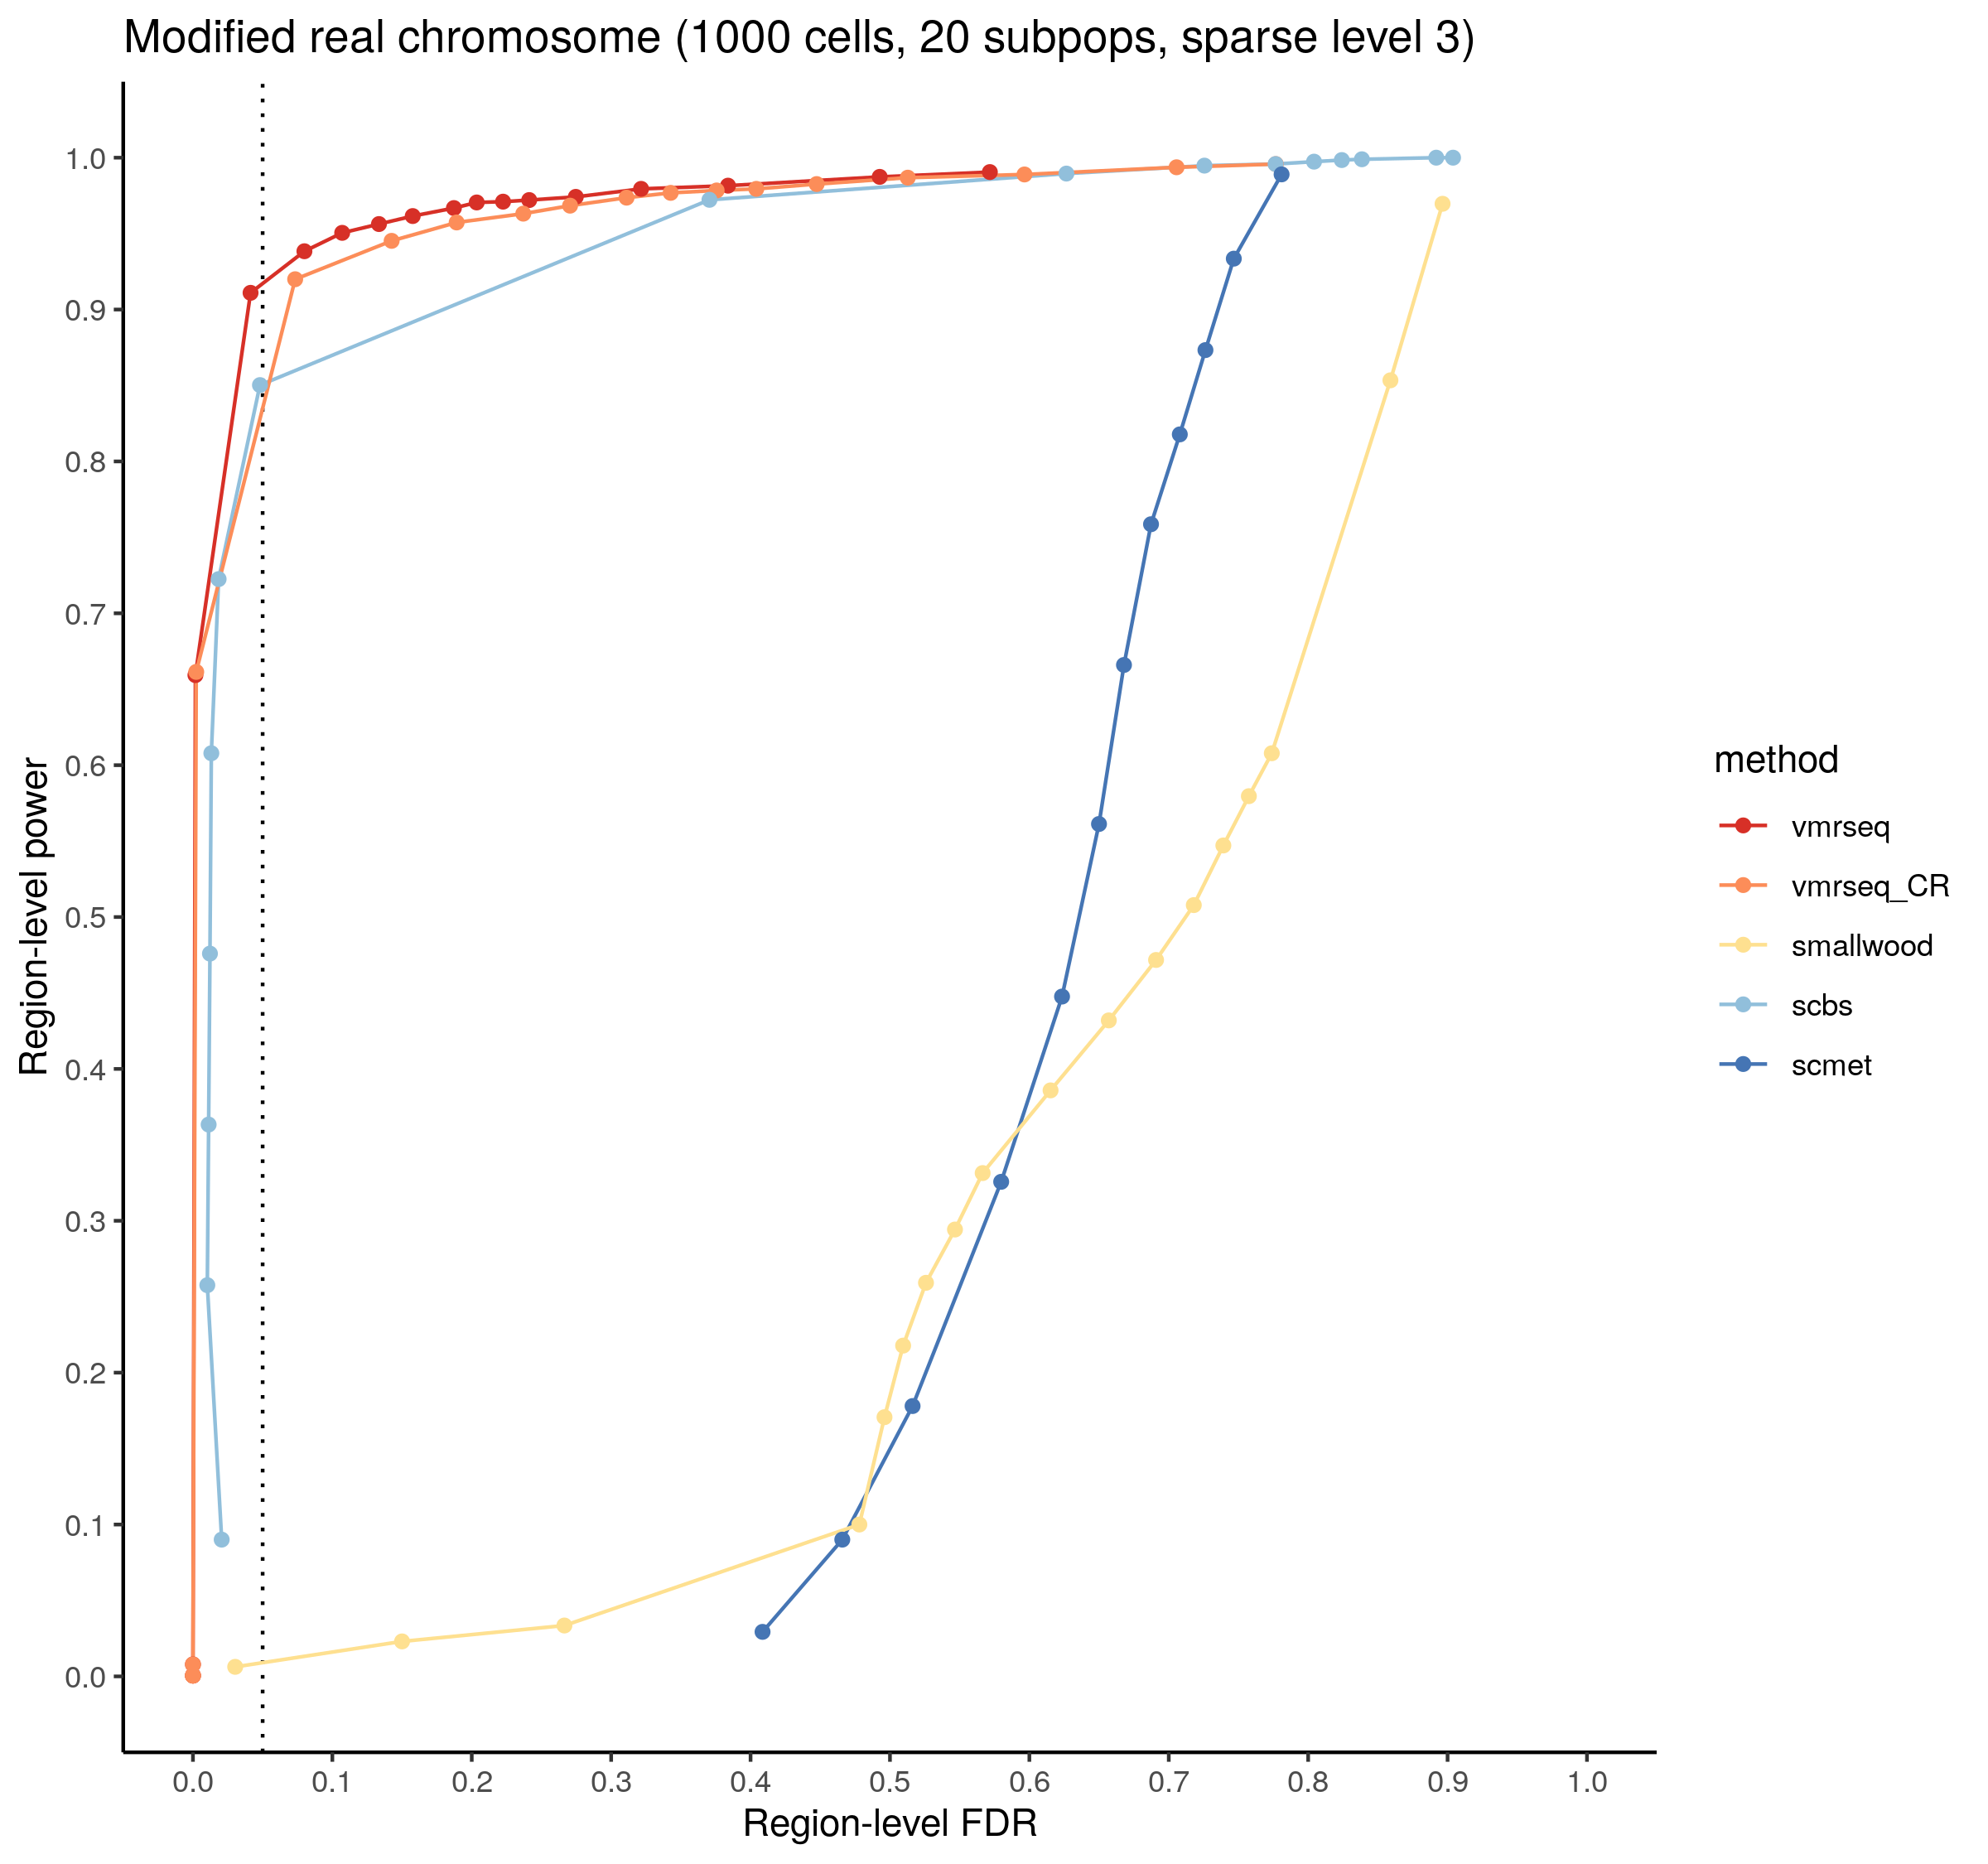 Modified real chromosome (1000 cells, 20 subpops, sparse level 3)
Region-level power
1.0
0.9
0.8
0.7
0.6
0.5
0.4
0.3
0.2
0.1
0.0
0.0 0.1 0.2 0.3 0.4 0.5 0.6 0.7 0.8 0.9 1.0
Region-level FDR
method
vmrseq
vmrseq_CR
smallwood
scbs
scmet